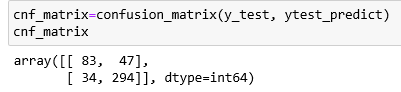 cnf_matrix=confusion_matrix(y_test, ytest_predict)
cnf_matrix
array([[ 83,  47],
       [ 34, 294]], dtype=int64)